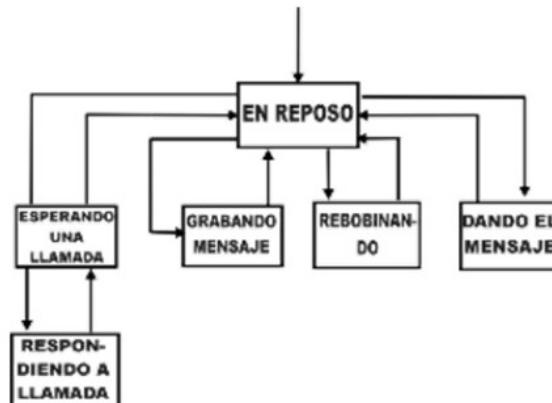 EN REPOSO
ESPERANDO
UNA
LLAMADA
GRABANDO
MENSAJE
REBOBINAN-
DO
DANDO EL
MENSAJE
RESPON-
DIENDO A
LLAMADA